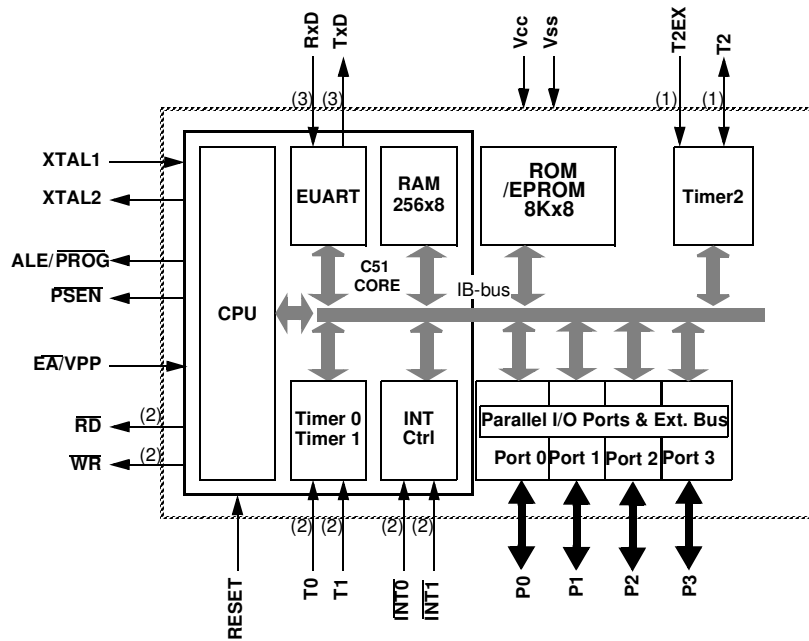 RxD
TxD
Vcc
Vss
T2EX
T2
(3) (3)
(1) (1)
XTAL1
XTAL2
ALE/PROG
PSEN
EA/VPP
(2)
RD
(2)
WR
CPU
EUART
RAM
256x8
ROM
/EPROM
8Kx8
Timer2
C51
CORE
IB-bus
Timer 0
Timer 1
INT
Ctrl
Parallel I/O Ports & Ext. Bus
Port 0
Port 1
Port 2
Port 3
(2) (2)
(2) (2)
RESET
T0
T1
INT0
INT1
P0
P1
P2
P3